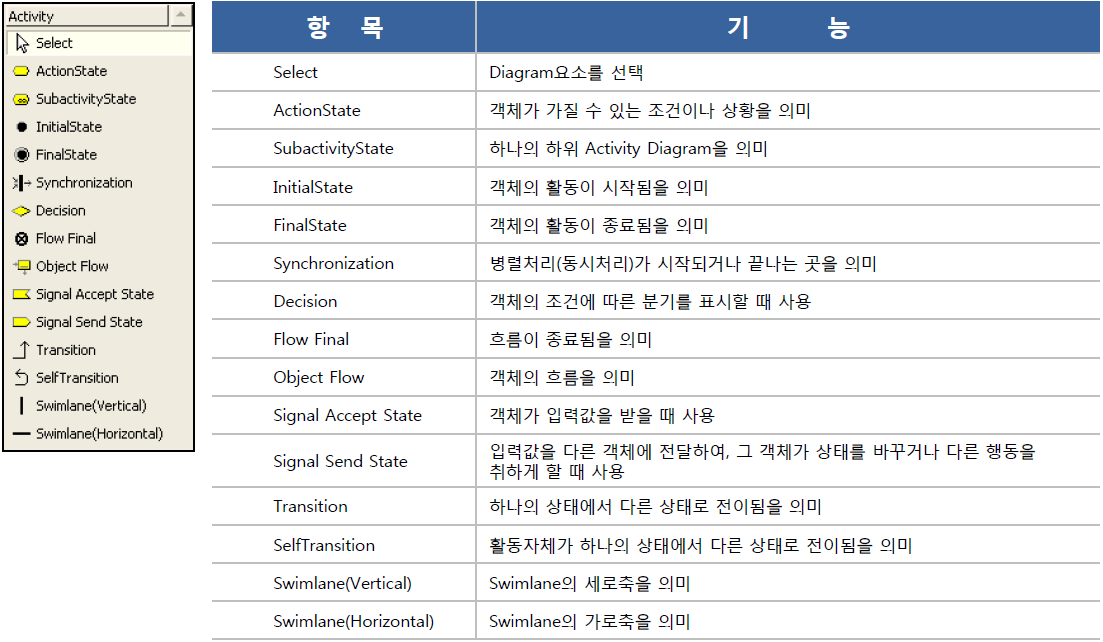 Activity
Select
ActionState
SubactivityState
InitialState
FinalState
Synchronization
Decision
Flow Final
Object Flow
Signal Accept State
Signal Send State
Transition
SelfTransition
Swimlane(Vertical)
Swimlane(Horizontal)
항 목 기 능
Select Diagram요소를 선택
ActionState 객체가 가질 수 있는 조건이나 상황을 의미
SubactivityState 하나의 하위 Activity Diagram을 의미
InitialState 객체의 활동이 시작됨을 의미
FinalState 객체의 활동이 종료됨을 의미
Synchronization 병렬처리(동시처리)가 시작되거나 끝나는 곳을 의미
Decision 객체의 조건에 따른 분기를 표시할 때 사용
Flow Final 흐름이 종료됨을 의미
Object Flow 객체의 흐름을 의미
Signal Accept State 객체가 입력값을 받을 때 사용
Signal Send State 입력값을 다른 객체에 전달하여, 그 객체가 상태를 바꾸거나 다른 행동을
취하게 할 때 사용
Transition 하나의 상태에서 다른 상태로 전이됨을 의미
SelfTransition 활동자체가 하나의 상태에서 다른 상태로 전이됨을 의미
Swimlane(Vertical) Swimlane의 세로축을 의미
Swimlane(Horizontal) Swimlane의 가로축을 의미